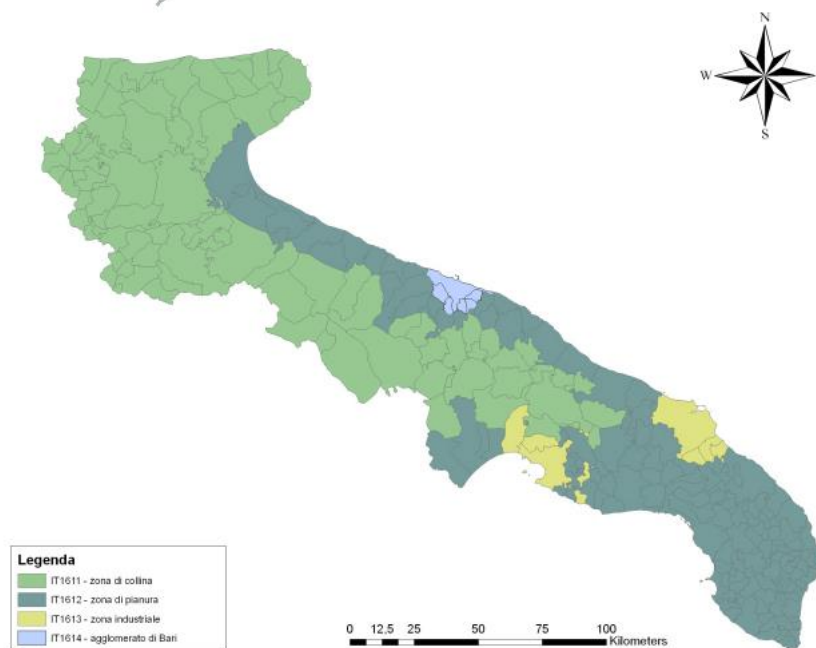 N
W
S
Legenda
IT1611 - zona di collina
IT1612 - zona di pianura
IT1613 - zona industriale
IT1614 - agglomerato di Bari
0 12,5 25 50 75 100
Kilometers